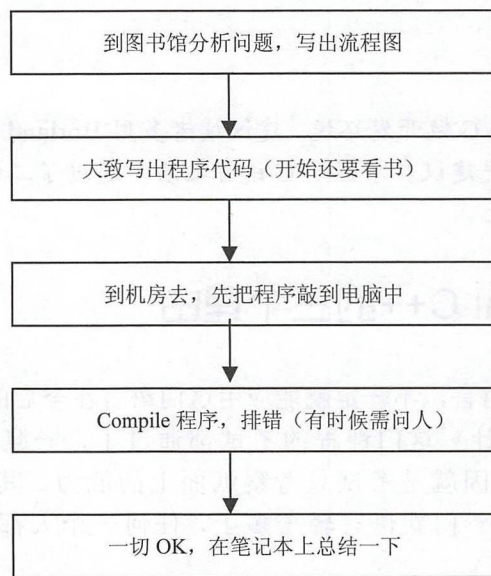 到图书馆分析问题，写出流程图
大致写出程序代码（开始还要看书）
到机房去，先把程序敲到电脑中
Compile 程序，排错（有时候需问人）
一切 OK，在笔记本上总结一下